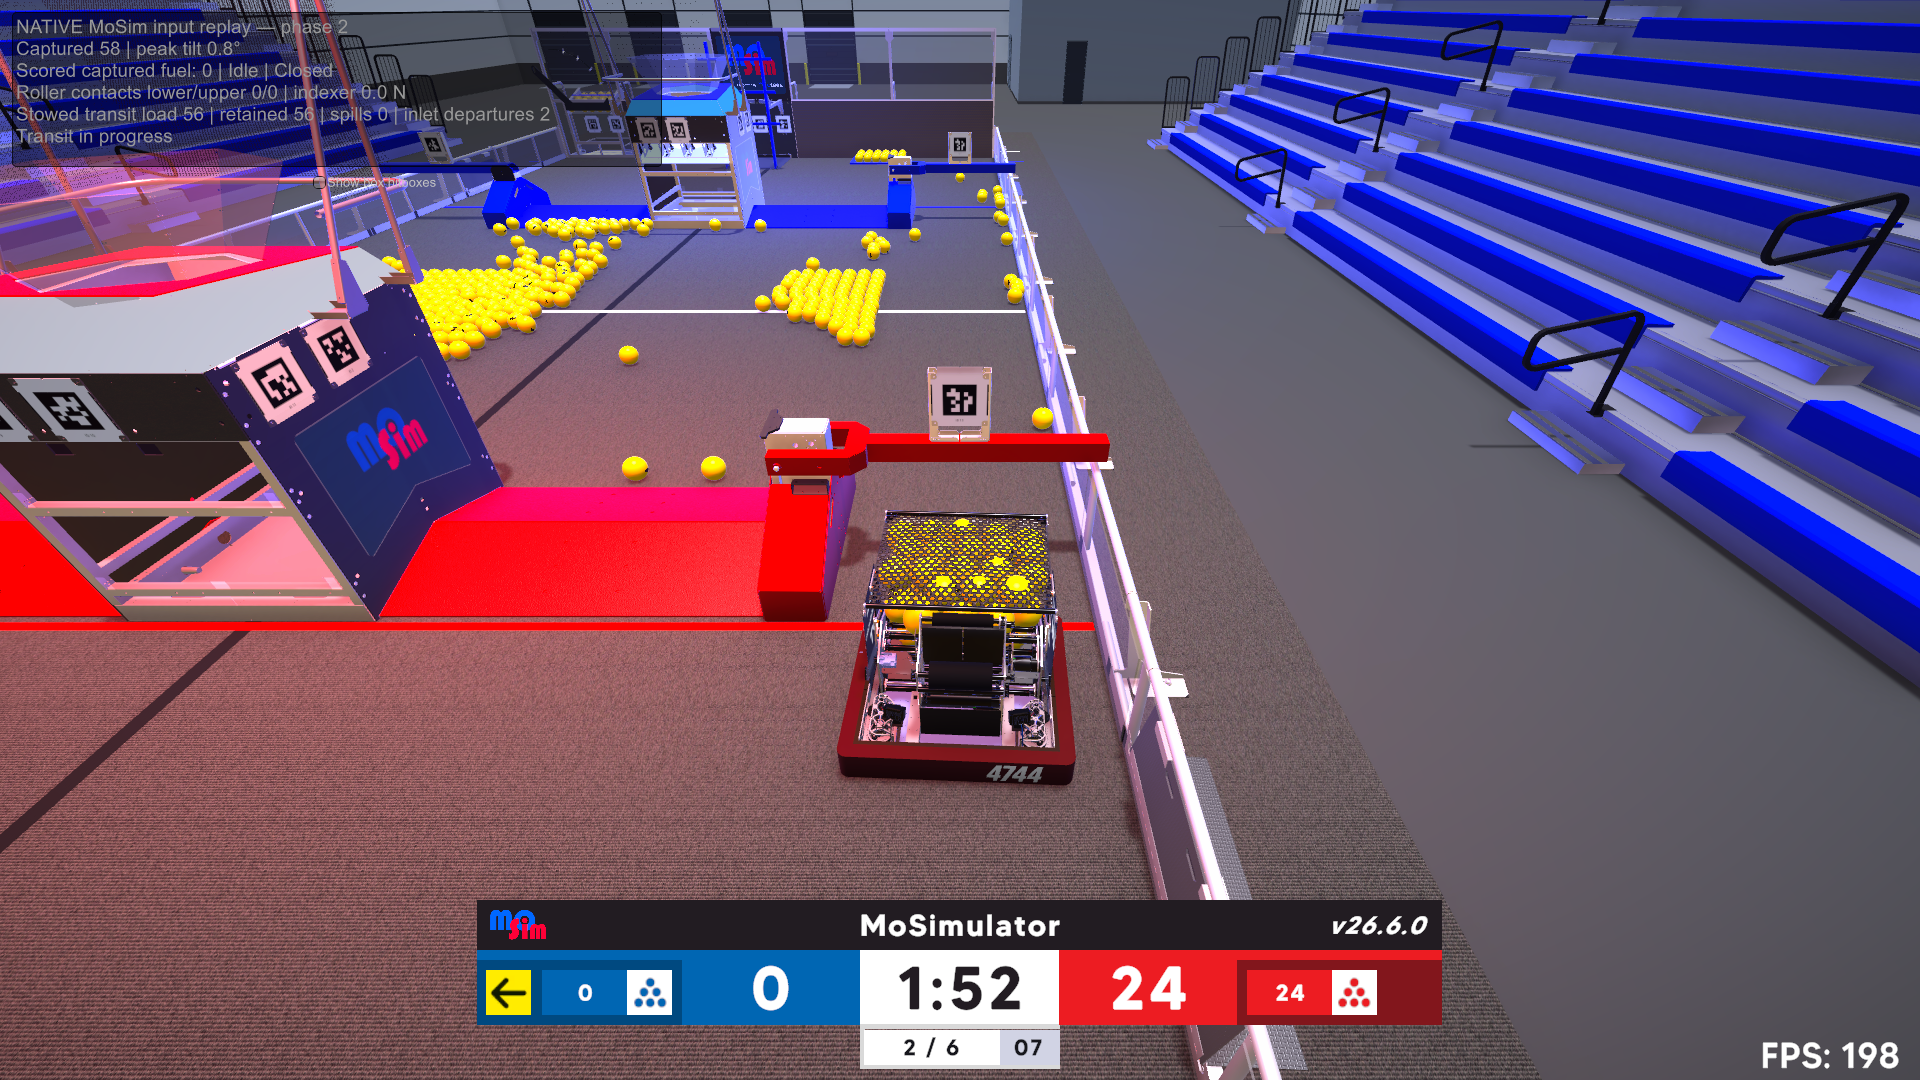 NATIVE MoSim input replay — phase 2
Captured 58 | peak tilt 0.8°
Scored captured fuel: 0 | Idle | Closed
Roller contacts lower/upper 0/0 | indexer 0.0 N
Stowed transit load 56 | retained 56 | spills 0 | inlet departures 2
Transit in progress
MoSim
4744
MoSim
MoSimulator
v26.6.0
0
0
1:52
24
24
2 / 6
07
FPS: 198